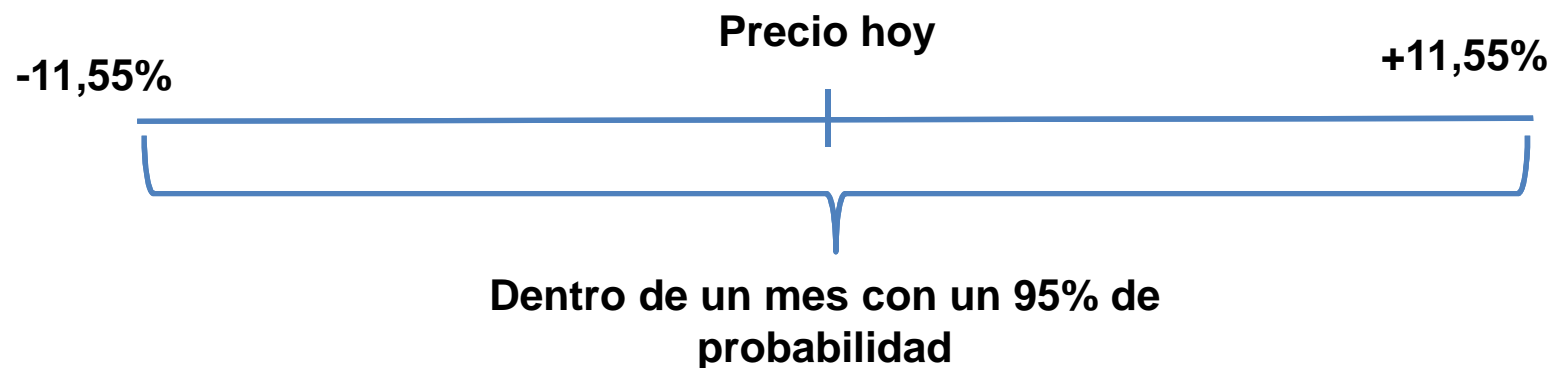 Precio hoy
-11,55%
+11,55%
Dentro de un mes con un 95% de
probabilidad